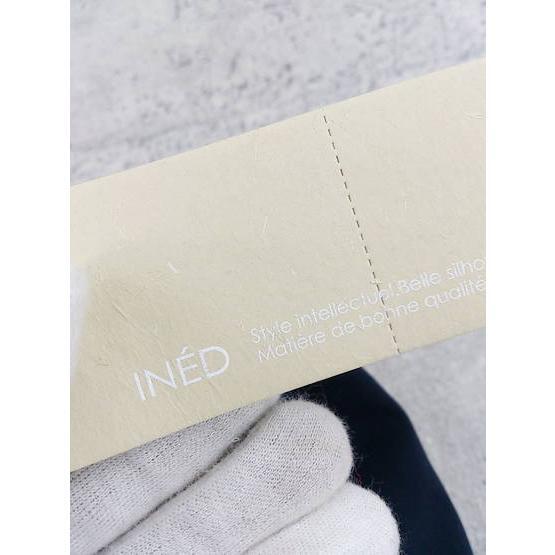 INÉD
Style intellectuel.Belle silho
Matière de bonne qualité